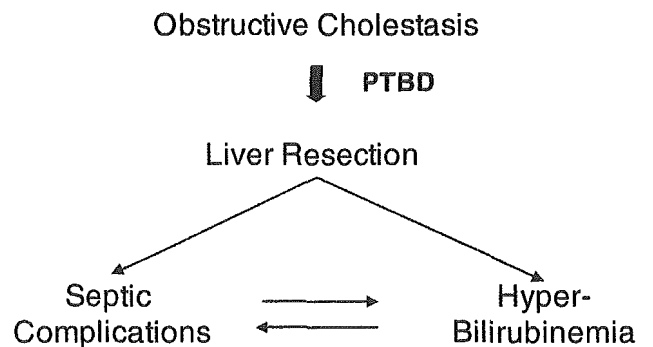 Obstructive Cholestasis
PTBD
Liver Resection
Septic
Complications
Hyper-
Bilirubinemia